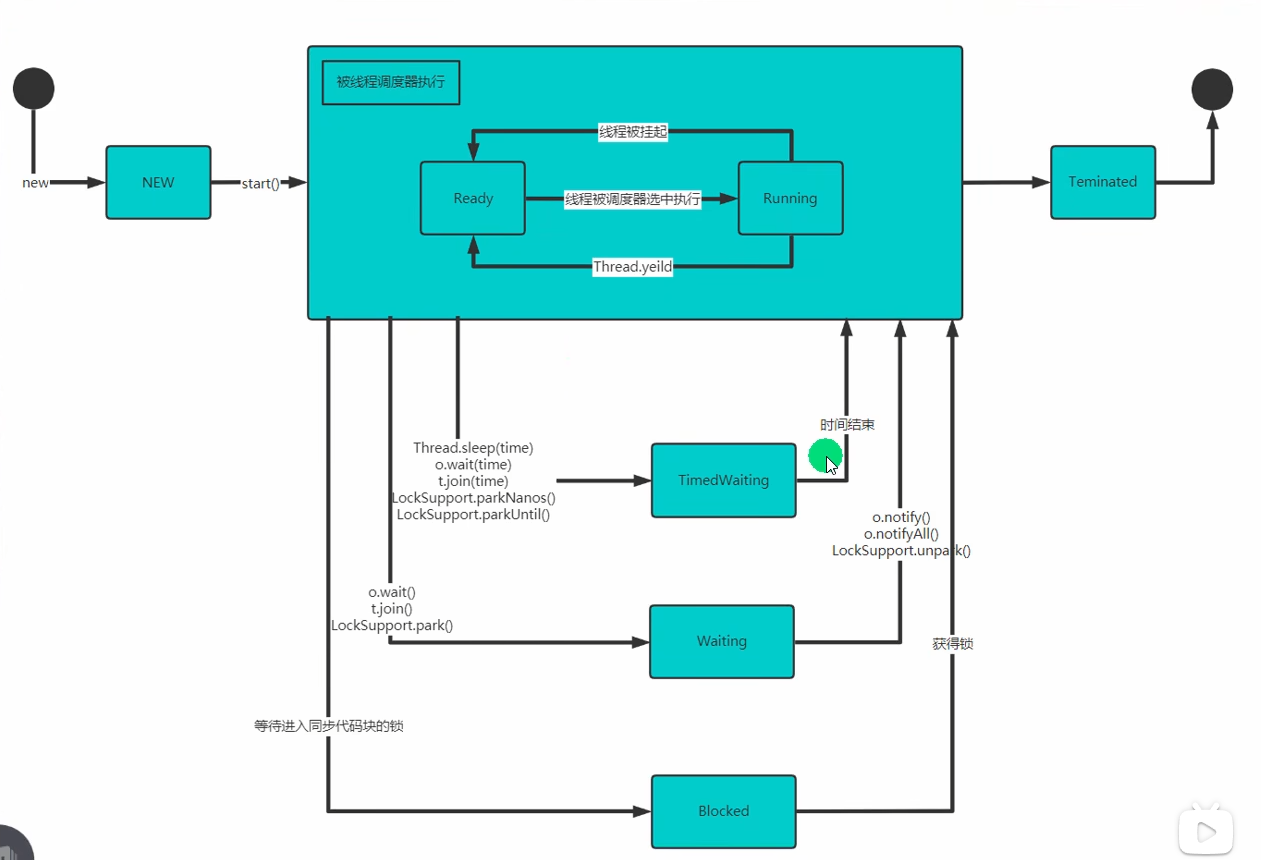 被线程调度器执行
线程被挂起
new
NEW
start()
Ready
线程被调度器选中执行
Running
Teminated
Thread.yeild
时间结束
Thread.sleep(time)
o.wait(time)
t.join(time)
LockSupport.parkNanos()
LockSupport.parkUntil()
TimedWaiting
o.notify()
o.notifyAll()
LockSupport.unpark()
o.wait()
t.join()
LockSupport.park()
Waiting
获得锁
等待进入同步代码块的锁
Blocked